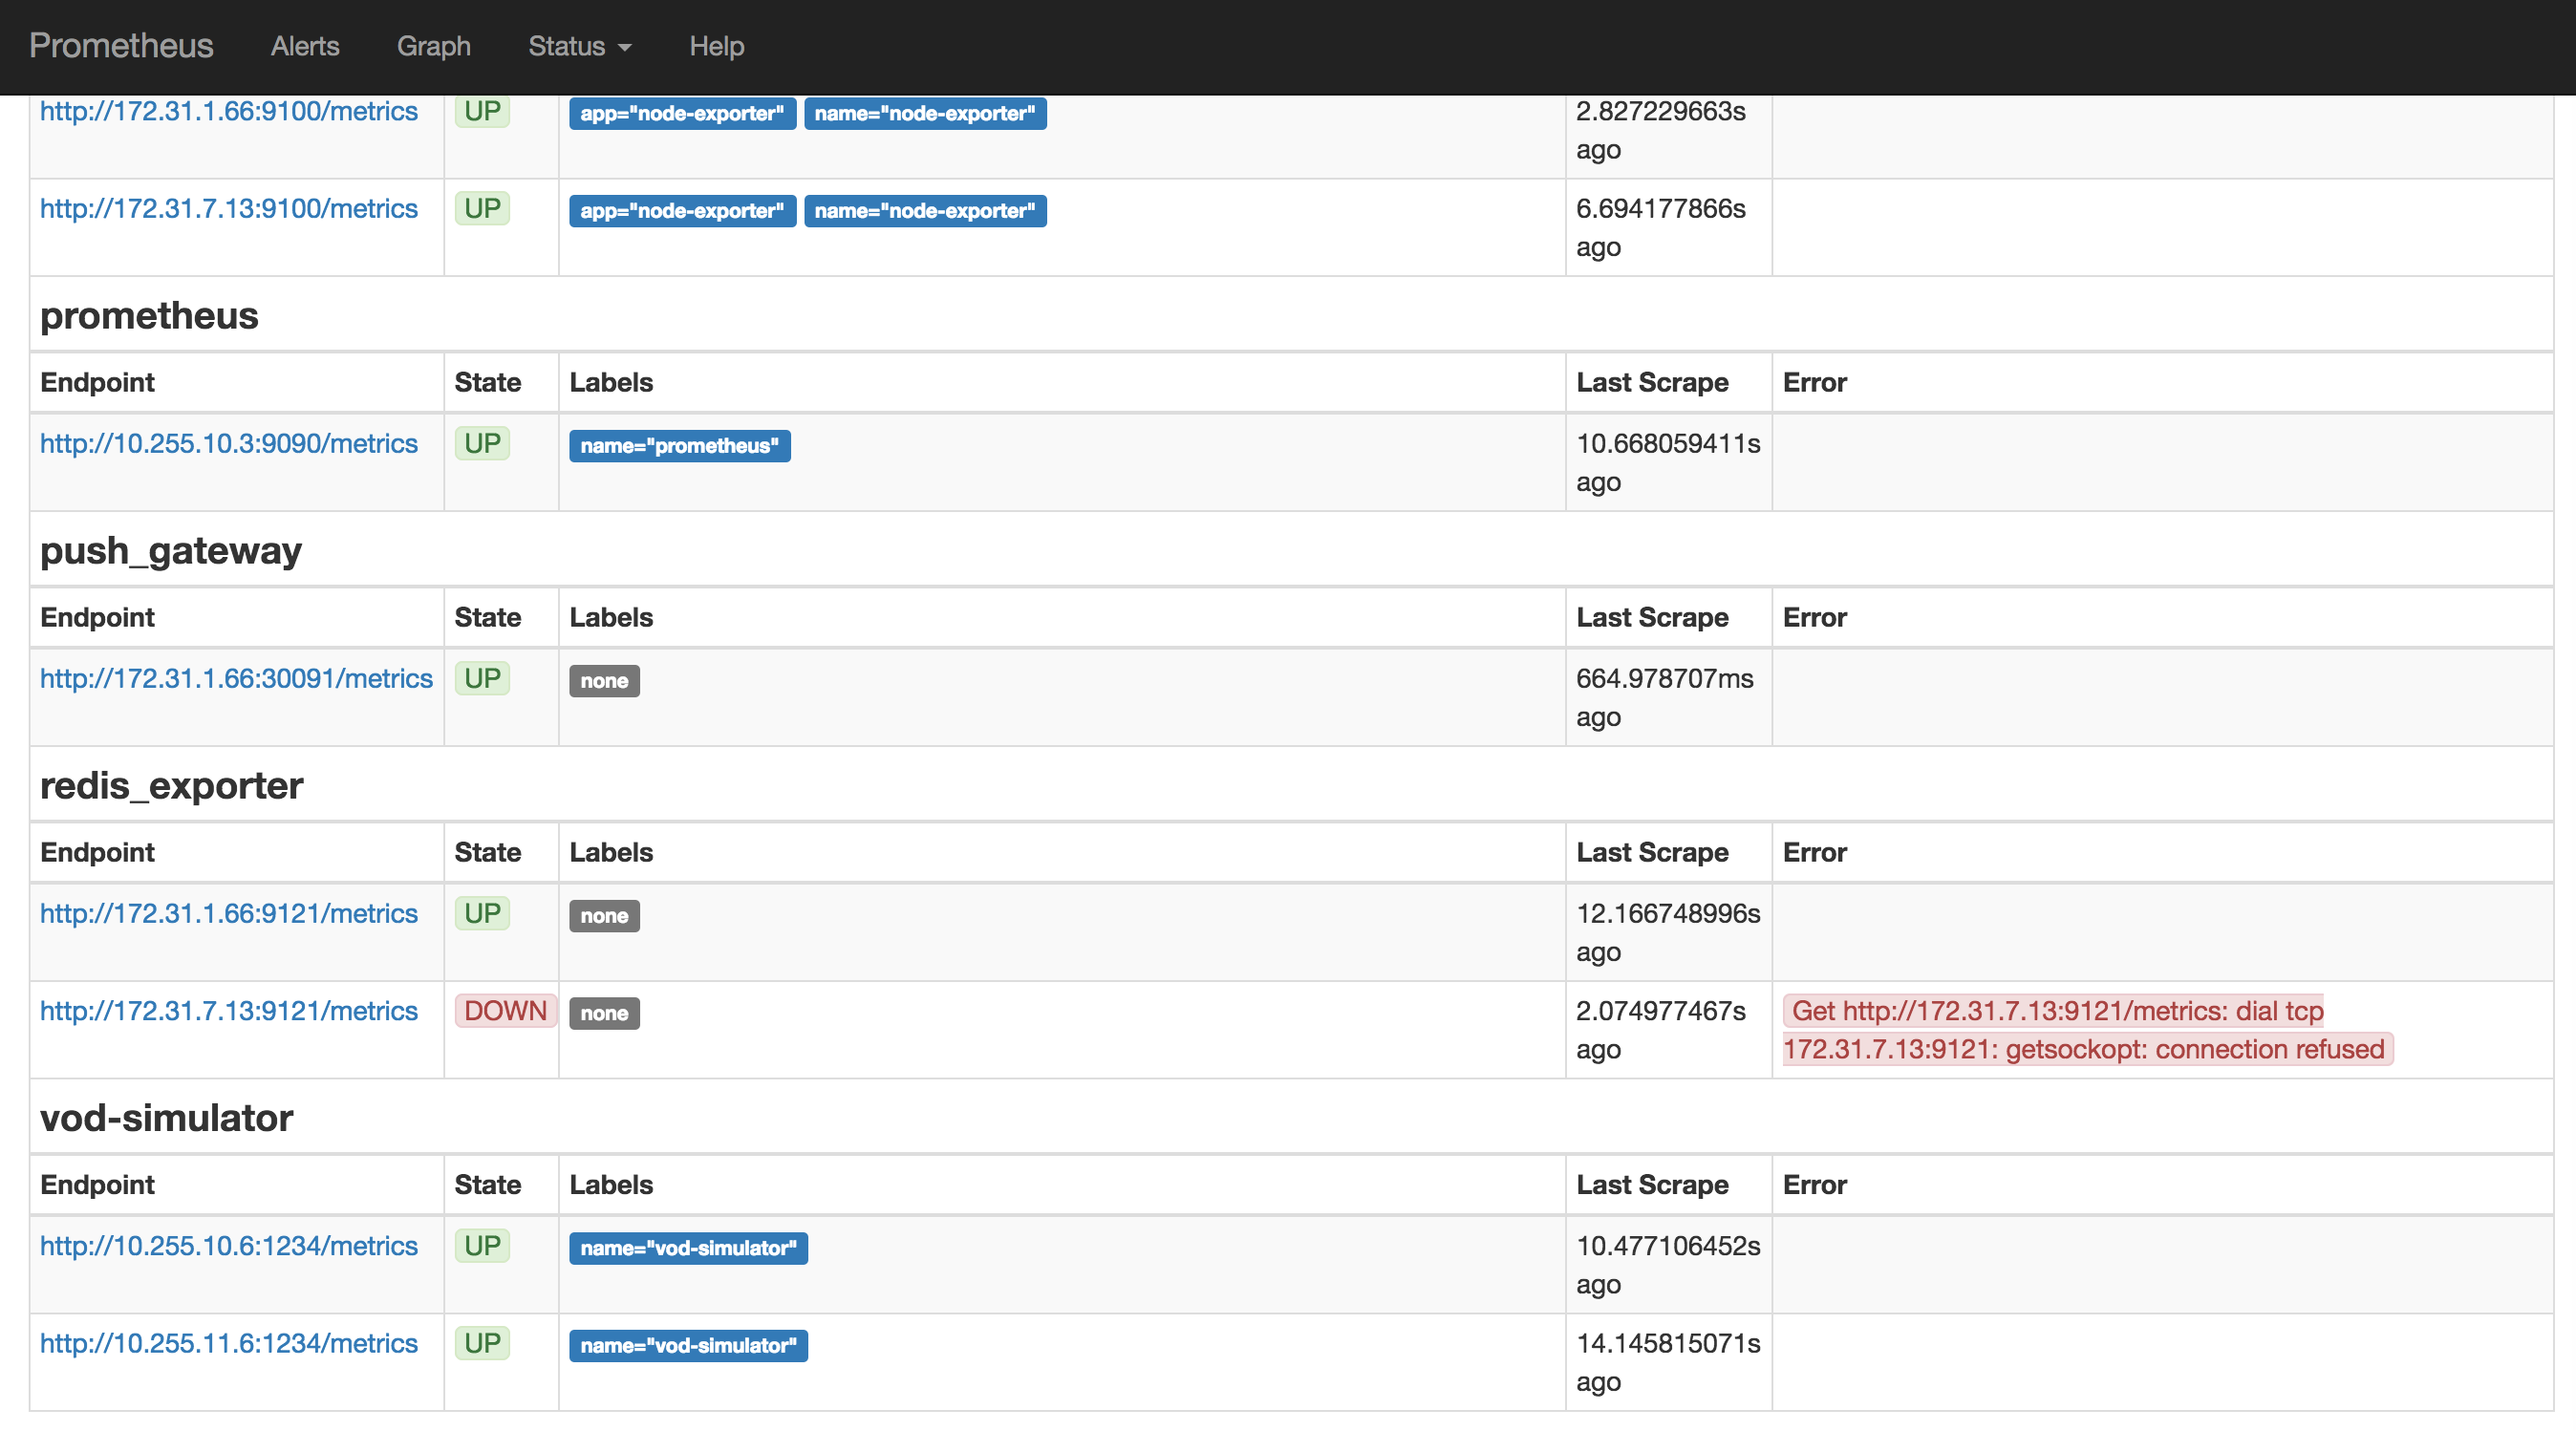 Prometheus Alerts Graph Status Help
http://172.31.1.66:9100/metrics UP app="node-exporter" name="node-exporter" 2.827229663s
ago
http://172.31.7.13:9100/metrics UP app="node-exporter" name="node-exporter" 6.694177866s
ago
prometheus
Endpoint State Labels Last Scrape Error
http://10.255.10.3:9090/metrics UP name="prometheus" 10.668059411s
ago
push_gateway
Endpoint State Labels Last Scrape Error
http://172.31.1.66:30091/metrics UP none 664.978707ms
ago
redis_exporter
Endpoint State Labels Last Scrape Error
http://172.31.1.66:9121/metrics UP none 12.166748996s
ago
http://172.31.7.13:9121/metrics DOWN none 2.074977467s Get http://172.31.7.13:9121/metrics: dial tcp
ago 172.31.7.13:9121: getsockopt: connection refused
vod-simulator
Endpoint State Labels Last Scrape Error
http://10.255.10.6:1234/metrics UP name="vod-simulator" 10.477106452s
ago
http://10.255.11.6:1234/metrics UP name="vod-simulator" 14.145815071s
ago